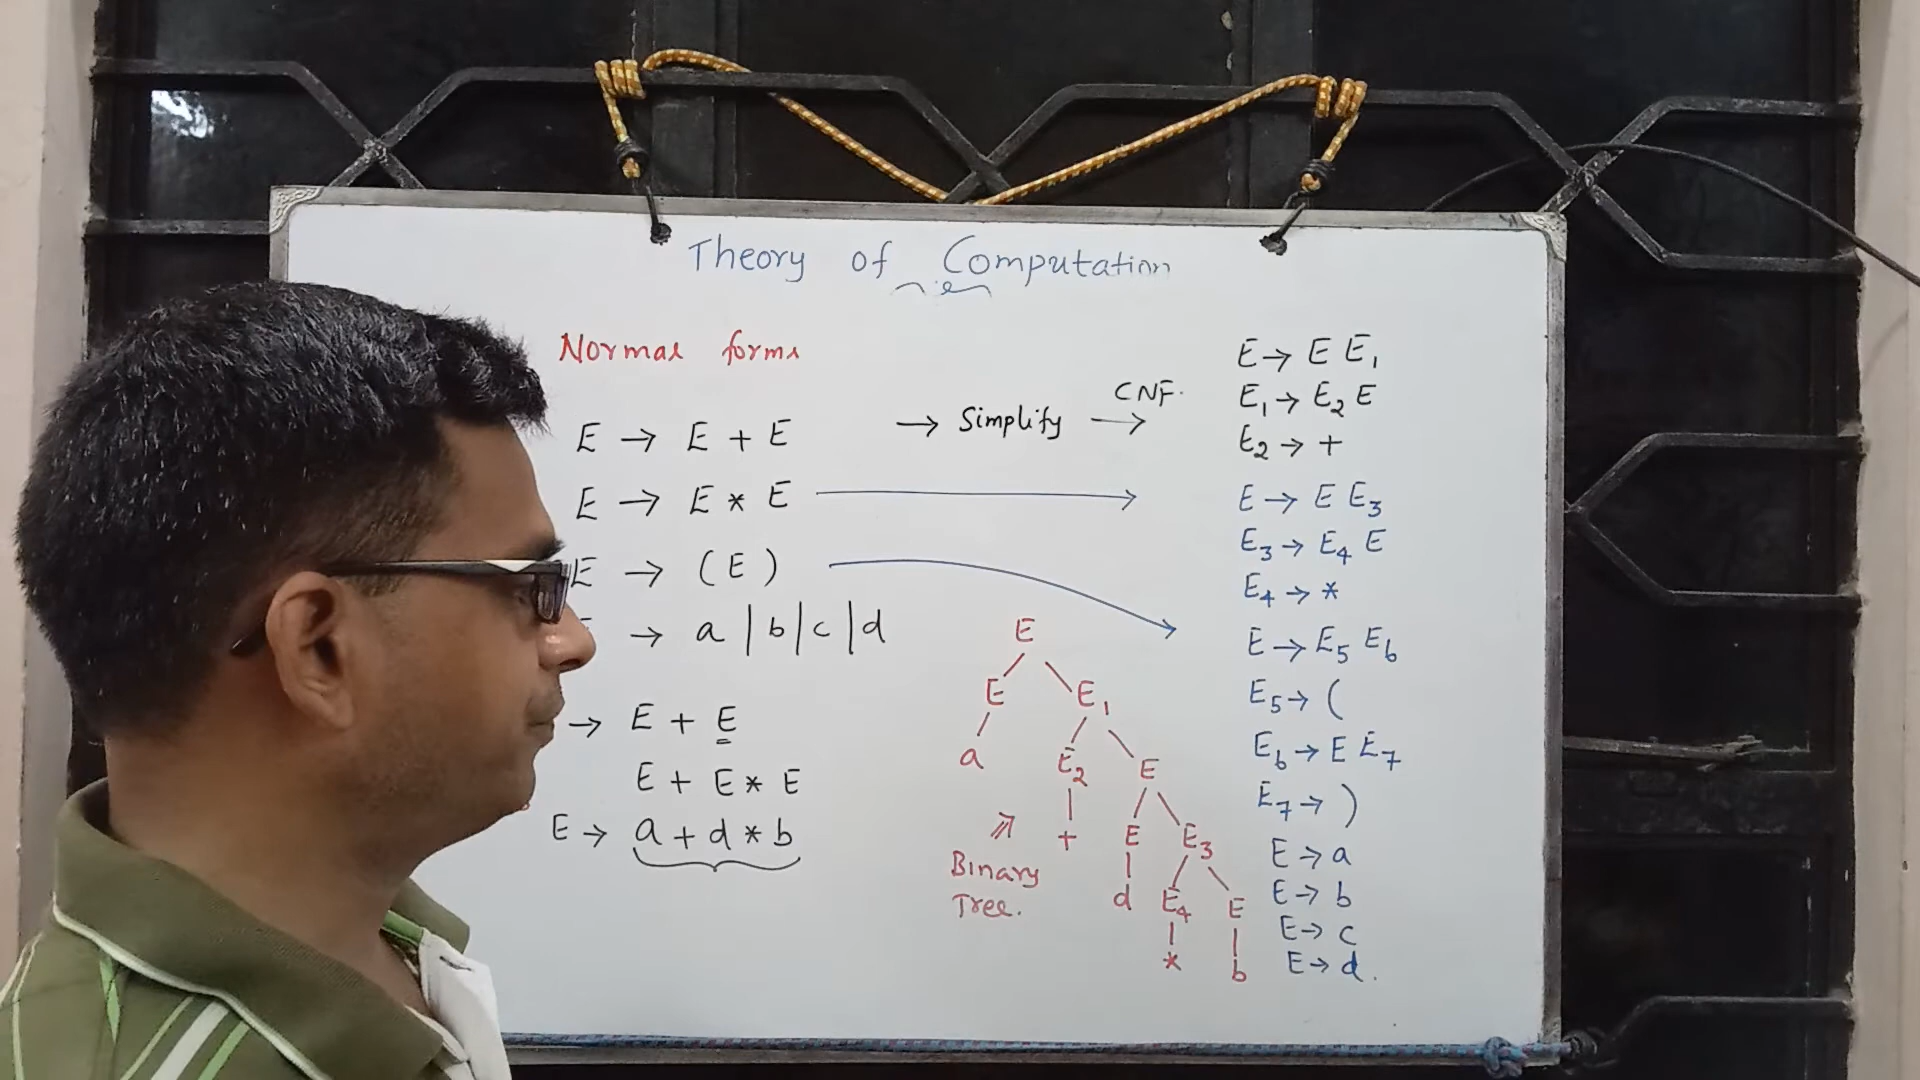 Theory of Computation
Normal forms
E → E + E
E → E * E
E → (E)
→ a | b | c | d
→ E + E
E + E * E
E → a + d * b
→ Simplify → CNF.
E
E E₁
a E₂ E
+ E E₃
d E₄ E
* b
⇗
Binary
Tree.
E → E E₁
E₁ → E₂ E
E₂ → +
E → E E₃
E₃ → E₄ E
E₄ → *
E → E₅ E₆
E₅ → (
E₆ → E E₇
E₇ → )
E → a
E → b
E → c
E → d.